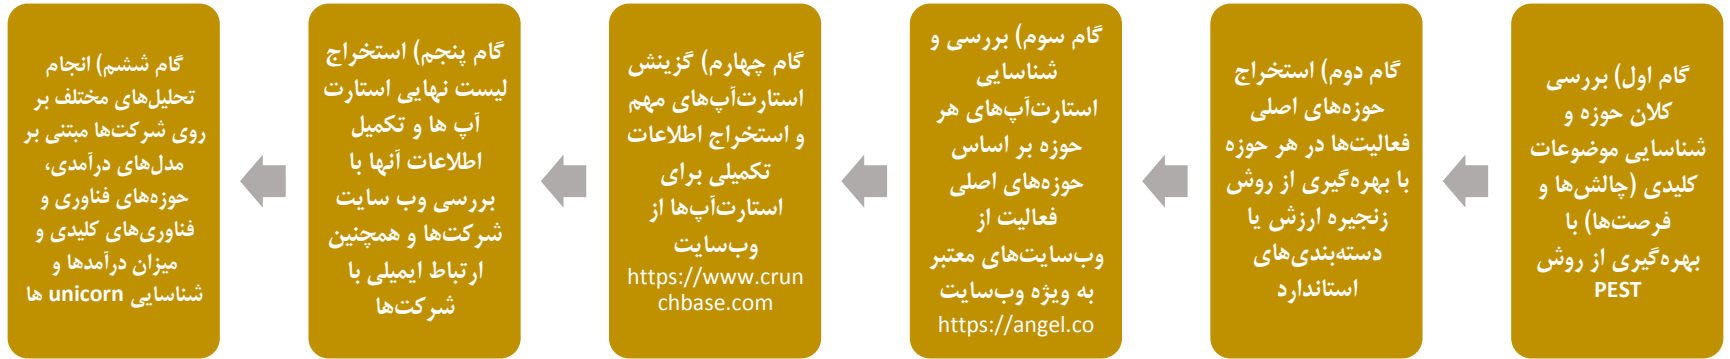 گام اول) بررسی
کلان حوزه و
شناسایی موضوعات
کلیدی (چالش‌ها و
فرصت‌ها) با
بهره‌گیری از روش
PEST
گام دوم) استخراج
حوزه‌های اصلی
فعالیت‌ها در هر حوزه
با بهره‌گیری از روش
زنجیره ارزش یا
دسته‌بندی‌های
استاندارد
گام سوم) بررسی و
شناسایی
استارت‌آپ‌های هر
حوزه بر اساس
حوزه‌های اصلی
فعالیت از
وب‌سایت‌های معتبر
به ویژه وب‌سایت
https://angel.co
گام چهارم) گزینش
استارت‌آپ‌های مهم
و استخراج اطلاعات
تکمیلی برای
استارت‌آپ‌ها از
وب‌سایت
https://www.crun
chbase.com
گام پنجم) استخراج
لیست نهایی استارت
آپ ها و تکمیل
اطلاعات آنها با
بررسی وب سایت
شرکت‌ها و همچنین
ارتباط ایمیلی با
شرکت‌ها
گام ششم) انجام
تحلیل‌های مختلف بر
روی شرکت‌ها مبتنی بر
مدل‌های درآمدی،
حوزه‌های فناوری و
فناوری‌های کلیدی و
میزان درآمدها و
شناسایی unicorn ها